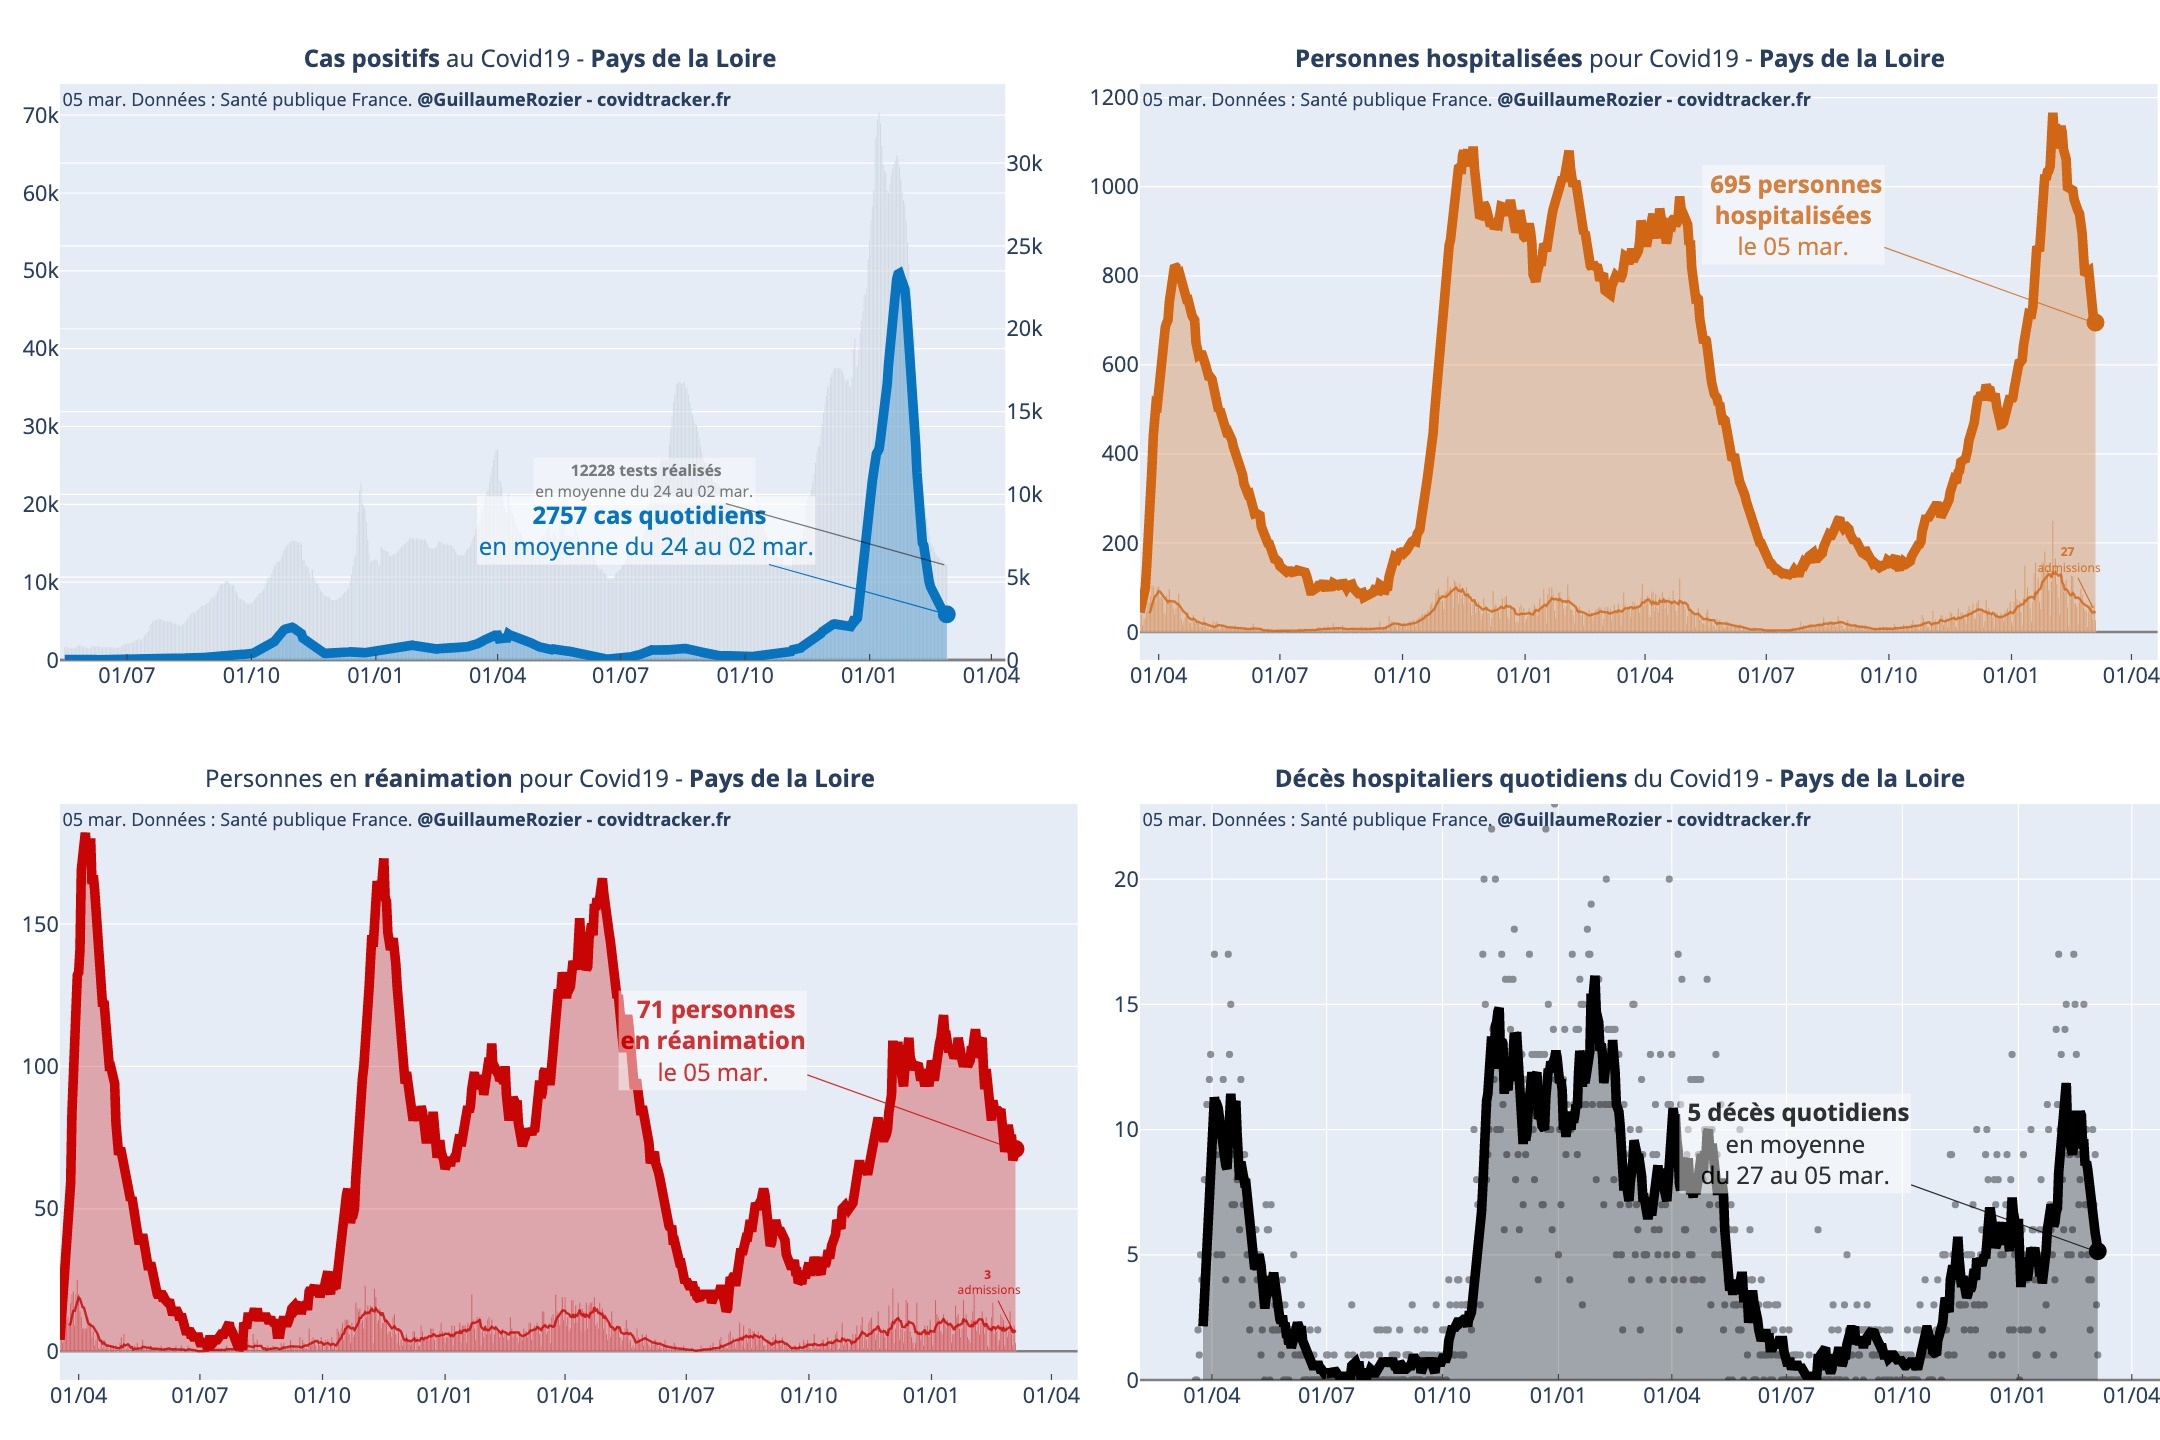 Cas positifs au Covid19 - Pays de la Loire
05 mar. Données : Santé publique France. @GuillaumeRozier - covidtracker.fr
70k
60k
50k
40k
30k
20k
10k
0
30k
25k
20k
15k
10k
5k
0
12228 tests réalisés
en moyenne du 24 au 02 mar.
2757 cas quotidiens
en moyenne du 24 au 02 mar.
01/07 01/10 01/01 01/04 01/07 01/10 01/01 01/04
Personnes hospitalisées pour Covid19 - Pays de la Loire
05 mar. Données : Santé publique France. @GuillaumeRozier - covidtracker.fr
1200
1000
800
600
400
200
0
695 personnes
hospitalisées
le 05 mar.
27
admissions
01/04 01/07 01/10 01/01 01/04 01/07 01/10 01/01 01/04
Personnes en réanimation pour Covid19 - Pays de la Loire
05 mar. Données : Santé publique France. @GuillaumeRozier - covidtracker.fr
150
100
50
0
71 personnes
en réanimation
le 05 mar.
3
admissions
01/04 01/07 01/10 01/01 01/04 01/07 01/10 01/01 01/04
Décès hospitaliers quotidiens du Covid19 - Pays de la Loire
05 mar. Données : Santé publique France. @GuillaumeRozier - covidtracker.fr
20
15
10
5
0
5 décès quotidiens
en moyenne
du 27 au 05 mar.
01/04 01/07 01/10 01/01 01/04 01/07 01/10 01/01 01/04